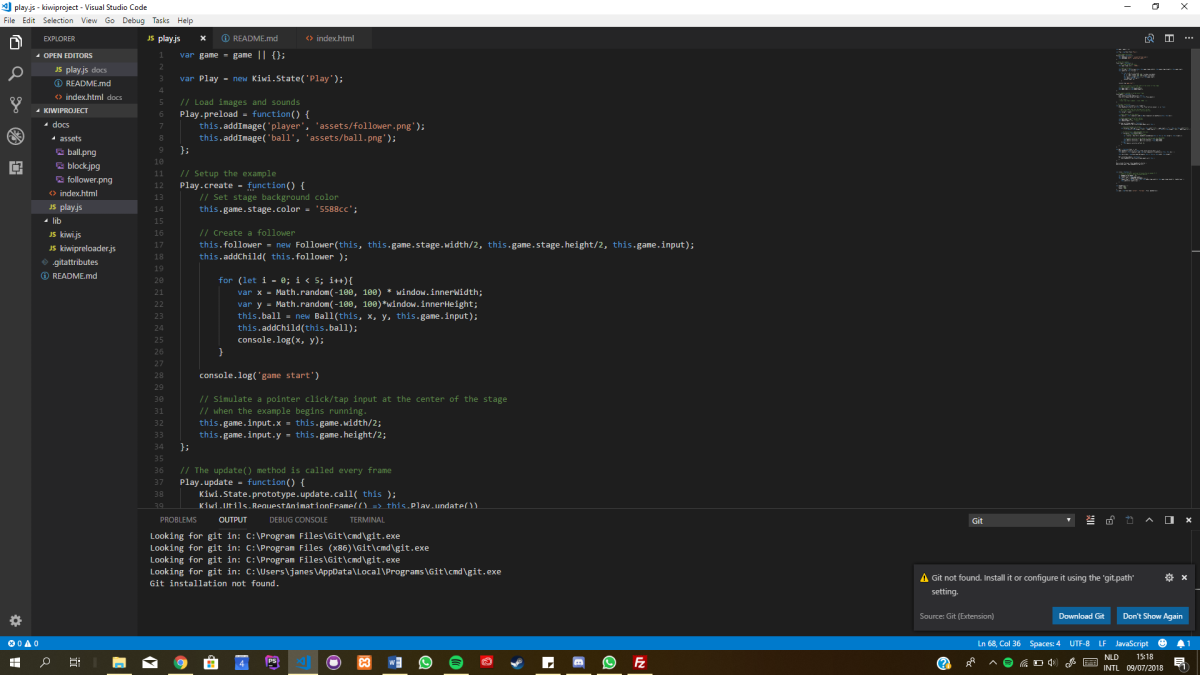 play.js - kiwiproject - Visual Studio Code
File Edit Selection View Go Debug Tasks Help
EXPLORER
OPEN EDITORS
JS play.js docs
README.md
<> index.html docs
KIWIPROJECT
docs
assets
ball.png
block.jpg
follower.png
<> index.html
JS play.js
lib
JS kiwi.js
JS kiwipreloader.js
.gitattributes
README.md
JS play.js README.md <> index.html
1 var game = game || {};
2
3 var Play = new Kiwi.State('Play');
4
5 // Load images and sounds
6 Play.preload = function() {
7 this.addImage('player', 'assets/follower.png');
8 this.addImage('ball', 'assets/ball.png');
9 };
10
11 // Setup the example
12 Play.create = function() {
13 // Set stage background color
14 this.game.stage.color = '5588cc';
15
16 // Create a follower
17 this.follower = new Follower(this, this.game.stage.width/2, this.game.stage.height/2, this.game.input);
18 this.addChild( this.follower );
19
20 for (let i = 0; i < 5; i++){
21 var x = Math.random(-100, 100) * window.innerWidth;
22 var y = Math.random(-100, 100)*window.innerHeight;
23 this.ball = new Ball(this, x, y, this.game.input);
24 this.addChild(this.ball);
25 console.log(x, y);
26 }
27
28 console.log('game start')
29
30 // Simulate a pointer click/tap input at the center of the stage
31 // when the example begins running.
32 this.game.input.x = this.game.width/2;
33 this.game.input.y = this.game.height/2;
34 };
35
36 // The update() method is called every frame
37 Play.update = function() {
38 Kiwi.State.prototype.update.call( this );
39 Kiwi.Utils.RequestAnimationFrame(() => this.Play.update())
PROBLEMS OUTPUT DEBUG CONSOLE TERMINAL
Git
Looking for git in: C:\Program Files\Git\cmd\git.exe
Looking for git in: C:\Program Files (x86)\Git\cmd\git.exe
Looking for git in: C:\Program Files\Git\cmd\git.exe
Looking for git in: C:\Users\janes\AppData\Local\Programs\Git\cmd\git.exe
Git installation not found.
Git not found. Install it or configure it using the 'git.path'
setting.
Source: Git (Extension)
Download Git
Don't Show Again
0 0
Ln 68, Col 36 Spaces: 4 UTF-8 LF JavaScript 1
NLD
INTL
15:18
09/07/2018